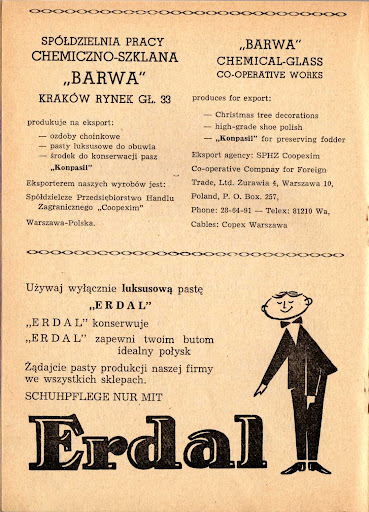 SPÓŁDZIELNIA PRACY
CHEMICZNO-SZKLANA
„BARWA"
KRAKÓW RYNEK GŁ. 33
produkuje na eksport:
— ozdoby choinkowe
— pasty luksusowe do obuwia
— środek do konserwacji pasz
„Konpasil"
Eksporterem naszych wyrobów jest:
Spółdzielcze Przedsiębiorstwo Handlu
Zagranicznego „Coopexim"
Warszawa-Polska.
„BARWA"
CHEMICAL-GLASS
CO-OPERATIVE WORKS
produces for export:
— Christmas tree decorations
— high-grade shoe polish
— „Konpasil" for preserving fodder
Eksport agency: SPHZ Coopexim
Co-operative Compnay for Foreign
Trade, Ltd. Żurawia 4, Warszawa 10,
Poland, P. O. Box. 257,
Phone: 28-64-91 — Telex: 81210 Wa,
Cables: Copex Warszawa
Używaj wyłącznie luksusową pastę
„ERDAL"
„ERDAL" konserwuje
„ERDAL" zapewni twoim butom
idealny połysk
Żądajcie pasty produkcji naszej firmy
we wszystkich sklepach.
SCHUHPFLEGE NUR MIT
Erdal